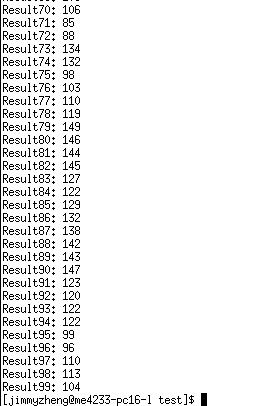 Result70: 106
Result71: 85
Result72: 88
Result73: 134
Result74: 132
Result75: 98
Result76: 103
Result77: 110
Result78: 119
Result79: 149
Result80: 146
Result81: 144
Result82: 145
Result83: 127
Result84: 122
Result85: 129
Result86: 132
Result87: 138
Result88: 142
Result89: 143
Result90: 147
Result91: 123
Result92: 120
Result93: 122
Result94: 122
Result95: 99
Result96: 96
Result97: 110
Result98: 113
Result99: 104
[jimmyzheng@me4233-pc16-l test]$